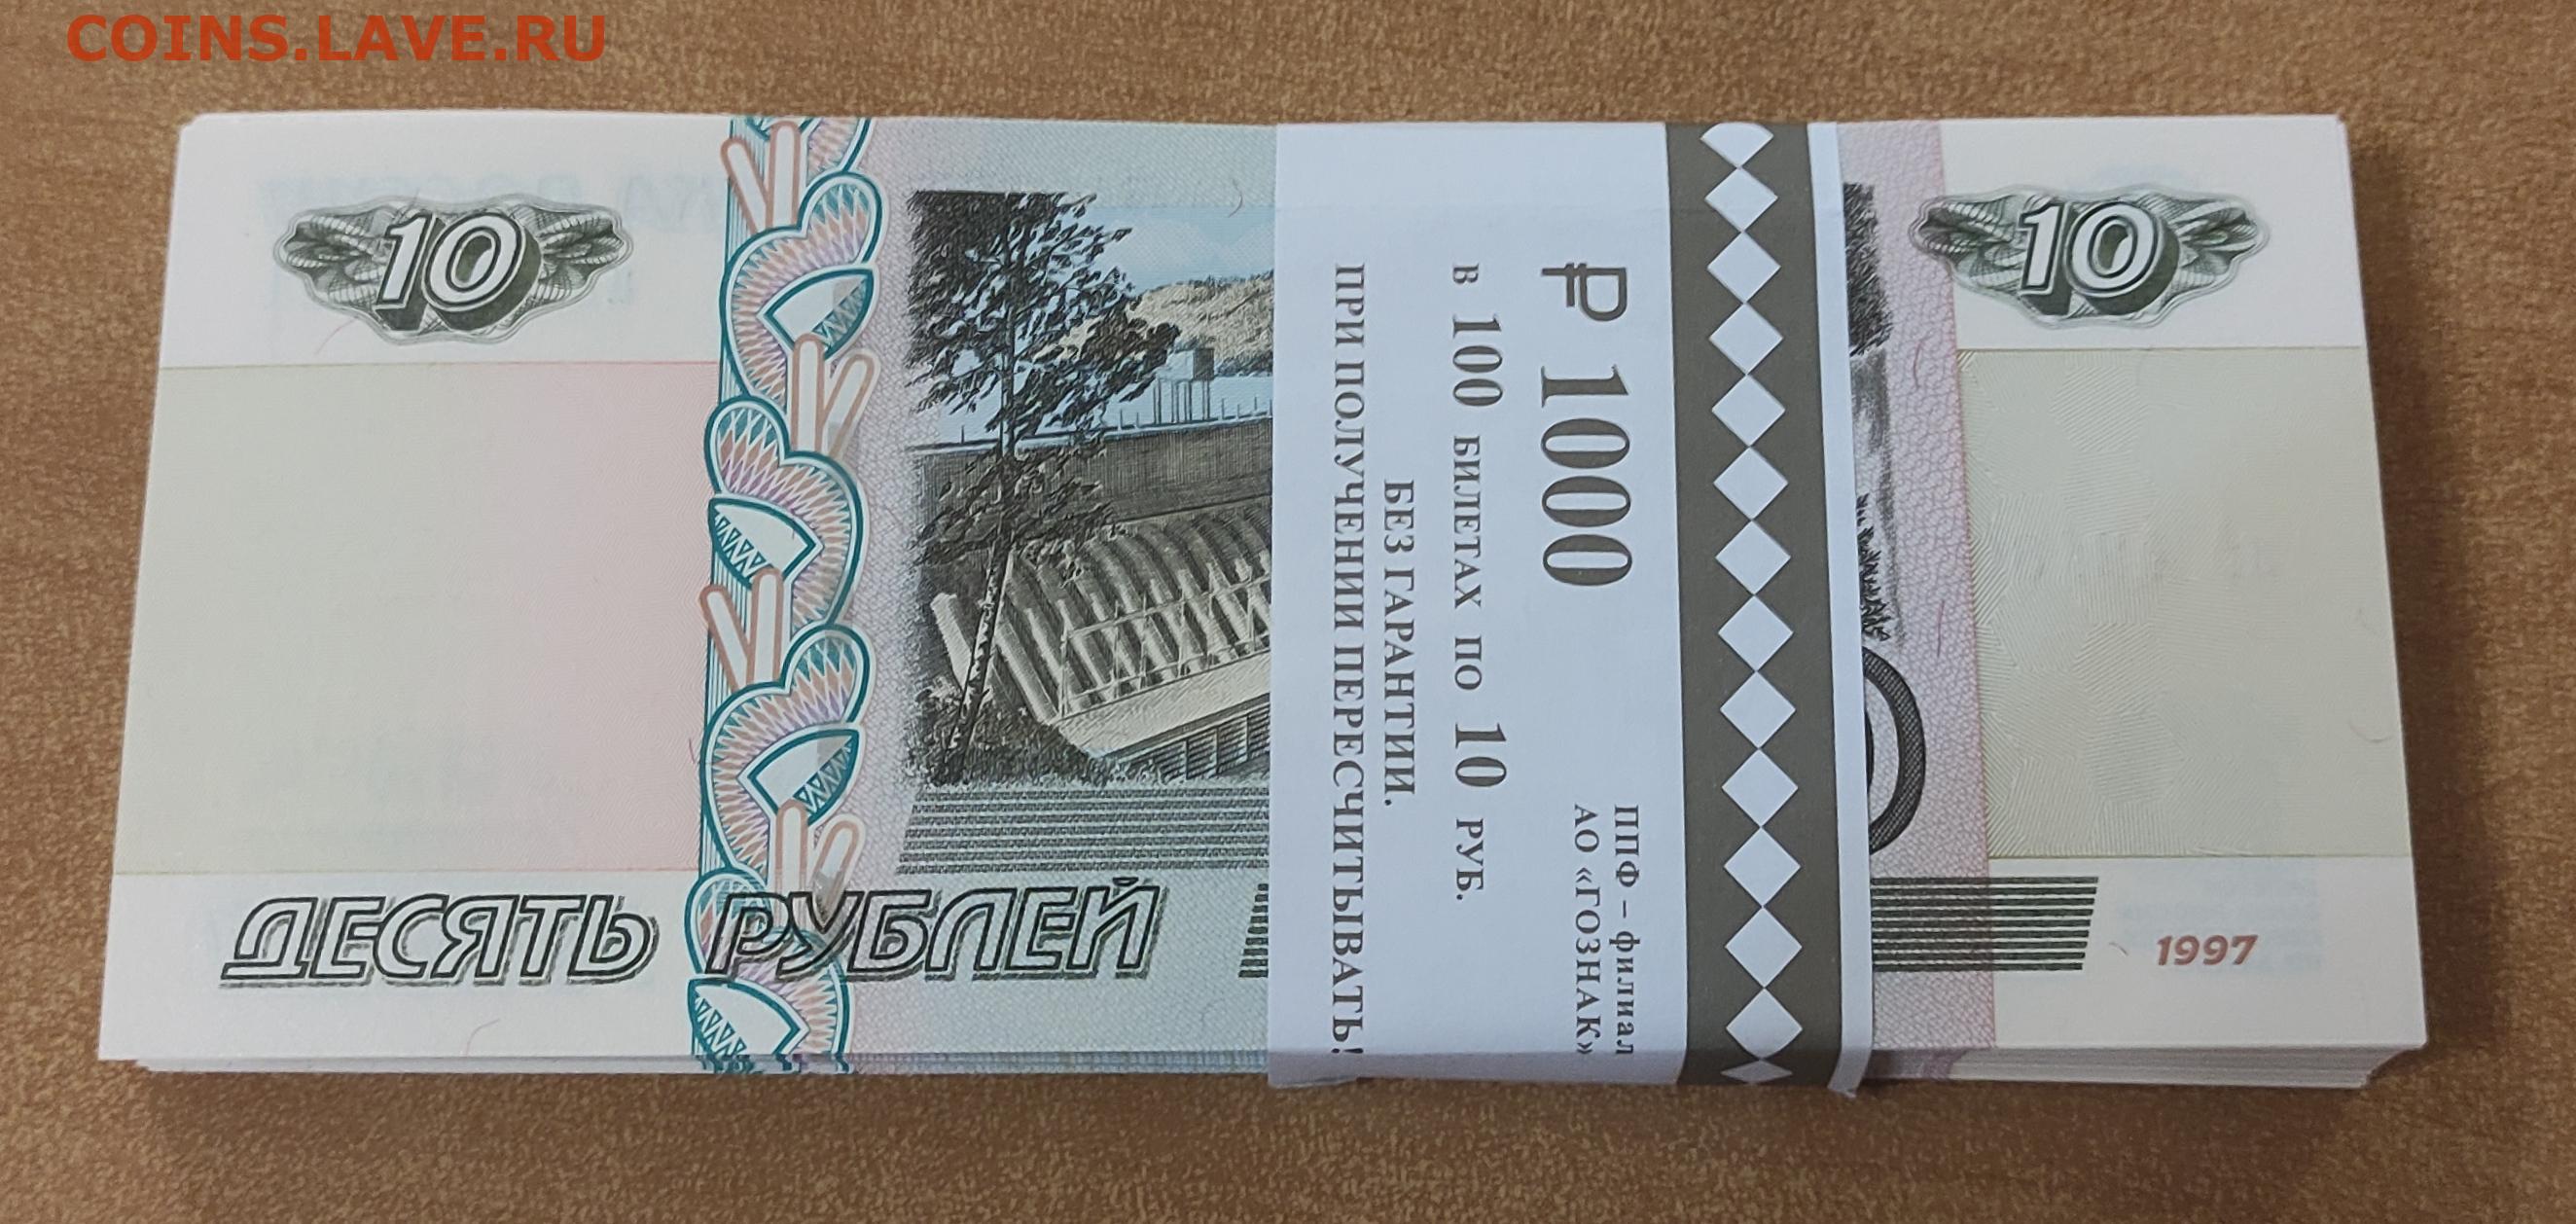 COINS.LAVE.RU
10
10
ДЕСЯТЬ РУБЛЕЙ
1997
ППФ – филиал
АО «ГОЗНАК»
₽ 1000
В 100 БИЛЕТАХ ПО 10 РУБ.
БЕЗ ГАРАНТИИ.
ПРИ ПОЛУЧЕНИИ ПЕРЕСЧИТЫВАТЬ!